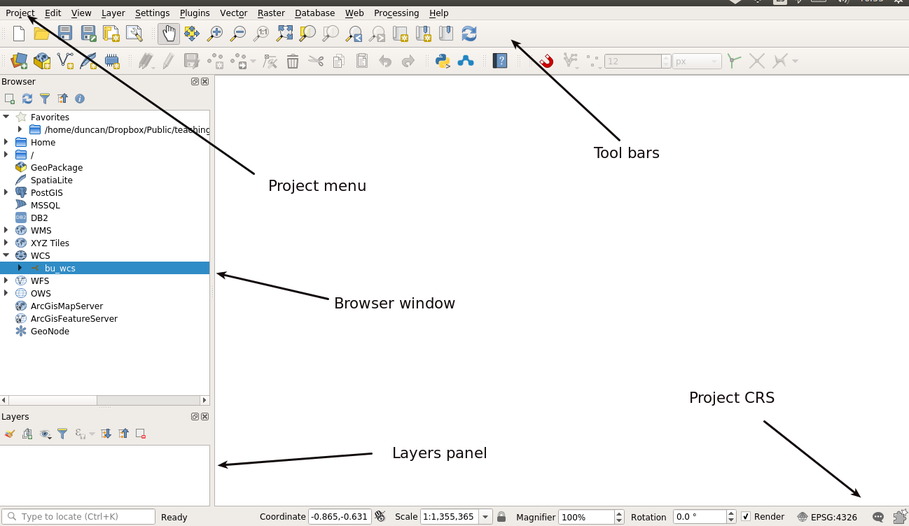 Project Edit View Layer Settings Plugins Vector Raster Database Web Processing Help
12 px
Browser
Favorites
/home/duncan/Dropbox/Public/teaching
Home
/
GeoPackage
SpatiaLite
PostGIS
MSSQL
DB2
WMS
XYZ Tiles
WCS
bu_wcs
WFS
OWS
ArcGisMapServer
ArcGisFeatureServer
GeoNode
Tool bars
Project menu
Browser window
Project CRS
Layers panel
Layers
Type to locate (Ctrl+K) Ready Coordinate -0.865,-0.631 Scale 1:1,355,365 Magnifier 100% Rotation 0.0 ° Render EPSG:4326